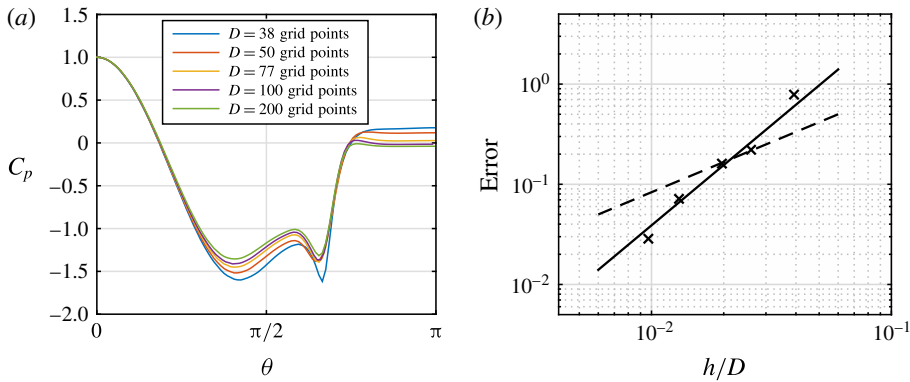 (a)
1.5
1.0
0.5
0
−0.5
−1.0
−1.5
−2.0
C_p
D = 38 grid points
D = 50 grid points
D = 77 grid points
D = 100 grid points
D = 200 grid points
0
π/2
π
θ
(b)
10⁰
10⁻¹
10⁻²
Error
10⁻²
10⁻¹
h/D